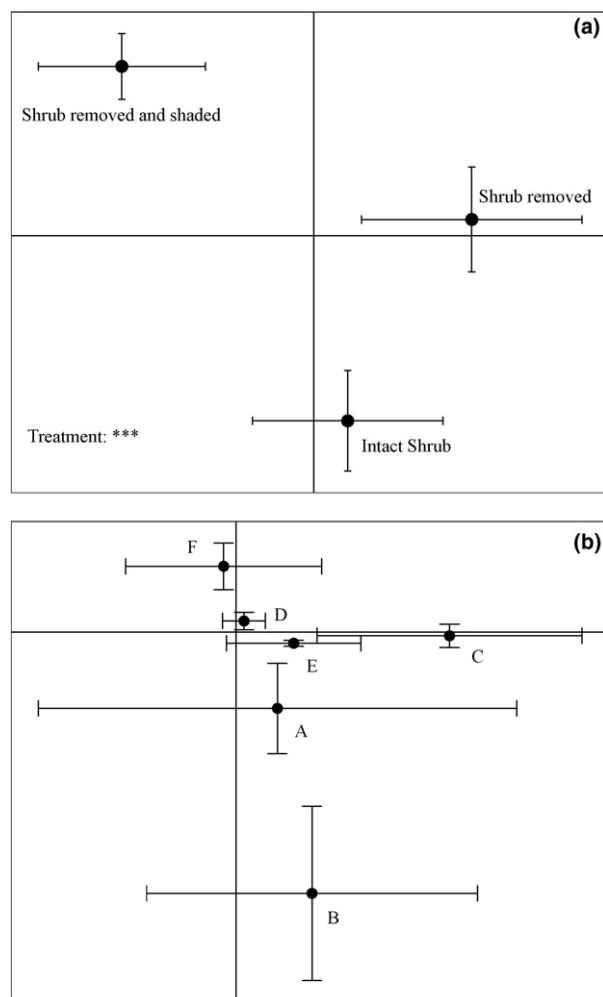 (a)
Shrub removed and shaded
Shrub removed
Treatment: ***
Intact Shrub
(b)
F
D
E
C
A
B